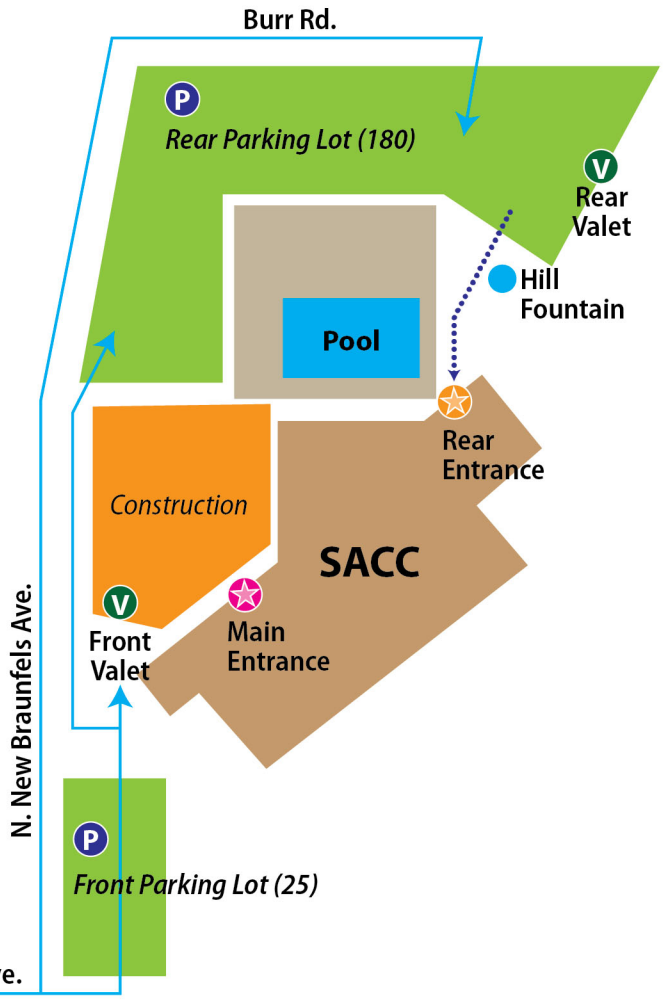 Burr Rd.
P
Rear Parking Lot (180)
V
Rear
Valet
Hill
Fountain
Pool
Rear
Entrance
Construction
SACC
V
Front
Valet
Main
Entrance
N. New Braunfels Ave.
P
Front Parking Lot (25)